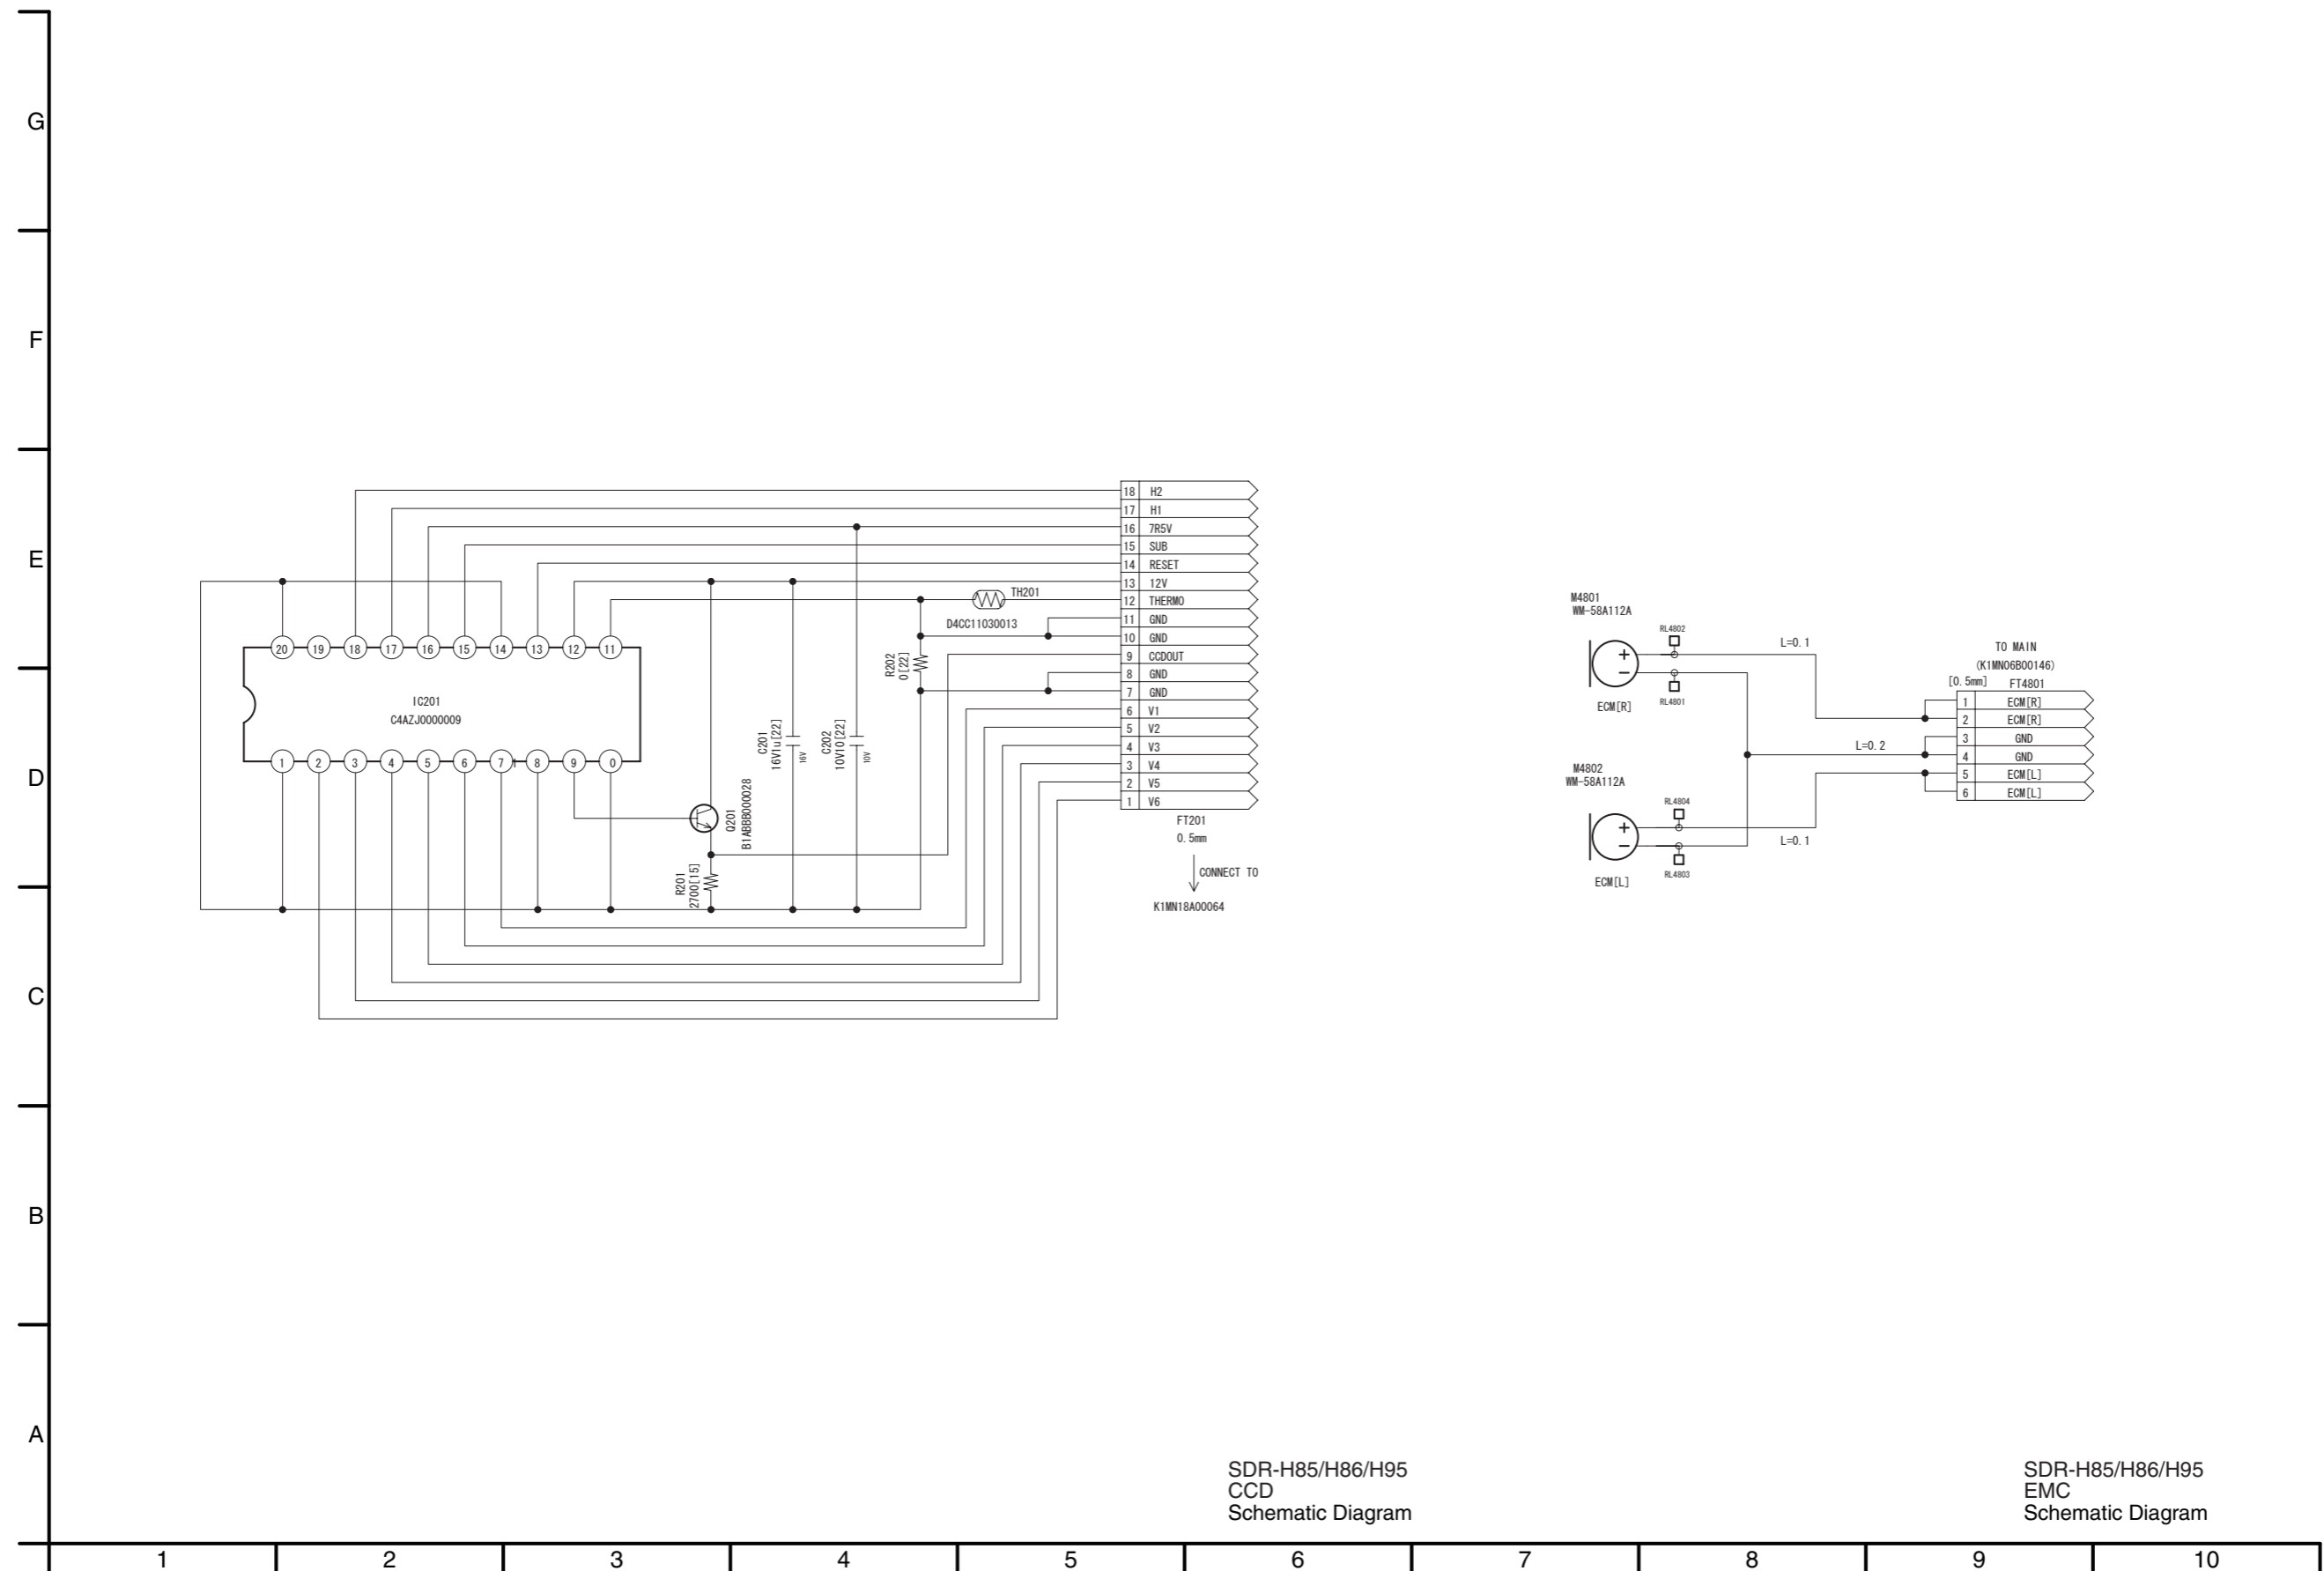 G
F
E
D
C
B
A
18 H2
17 H1
16 7R5V
15 SUB
14 RESET
13 12V
12 THERMO
11 GND
10 GND
9 CCDOUT
8 GND
7 GND
6 V1
5 V2
4 V3
3 V4
2 V5
1 V6
FT201
0.5mm
CONNECT TO
K1MN18A00064
TH201
D4CC11030013
R202
0[22]
20 19 18 17 16 15 14 13 12 11
IC201
C4AZJ0000009
1 2 3 4 5 6 7 8 9 0
C201
16V1u[22]
16V
C202
10V10[22]
10V
Q201
B1ABBB000028
R201
2700[15]
M4801
WM-58A112A
RL4802
+
−
RL4801
ECM[R]
L=0.1
M4802
WM-58A112A
RL4804
+
−
RL4803
ECM[L]
L=0.1
L=0.2
TO MAIN
(K1MN06B00146)
[0.5mm] FT4801
1 ECM[R]
2 ECM[R]
3 GND
4 GND
5 ECM[L]
6 ECM[L]
SDR-H85/H86/H95
CCD
Schematic Diagram
SDR-H85/H86/H95
EMC
Schematic Diagram
1 2 3 4 5 6 7 8 9 10